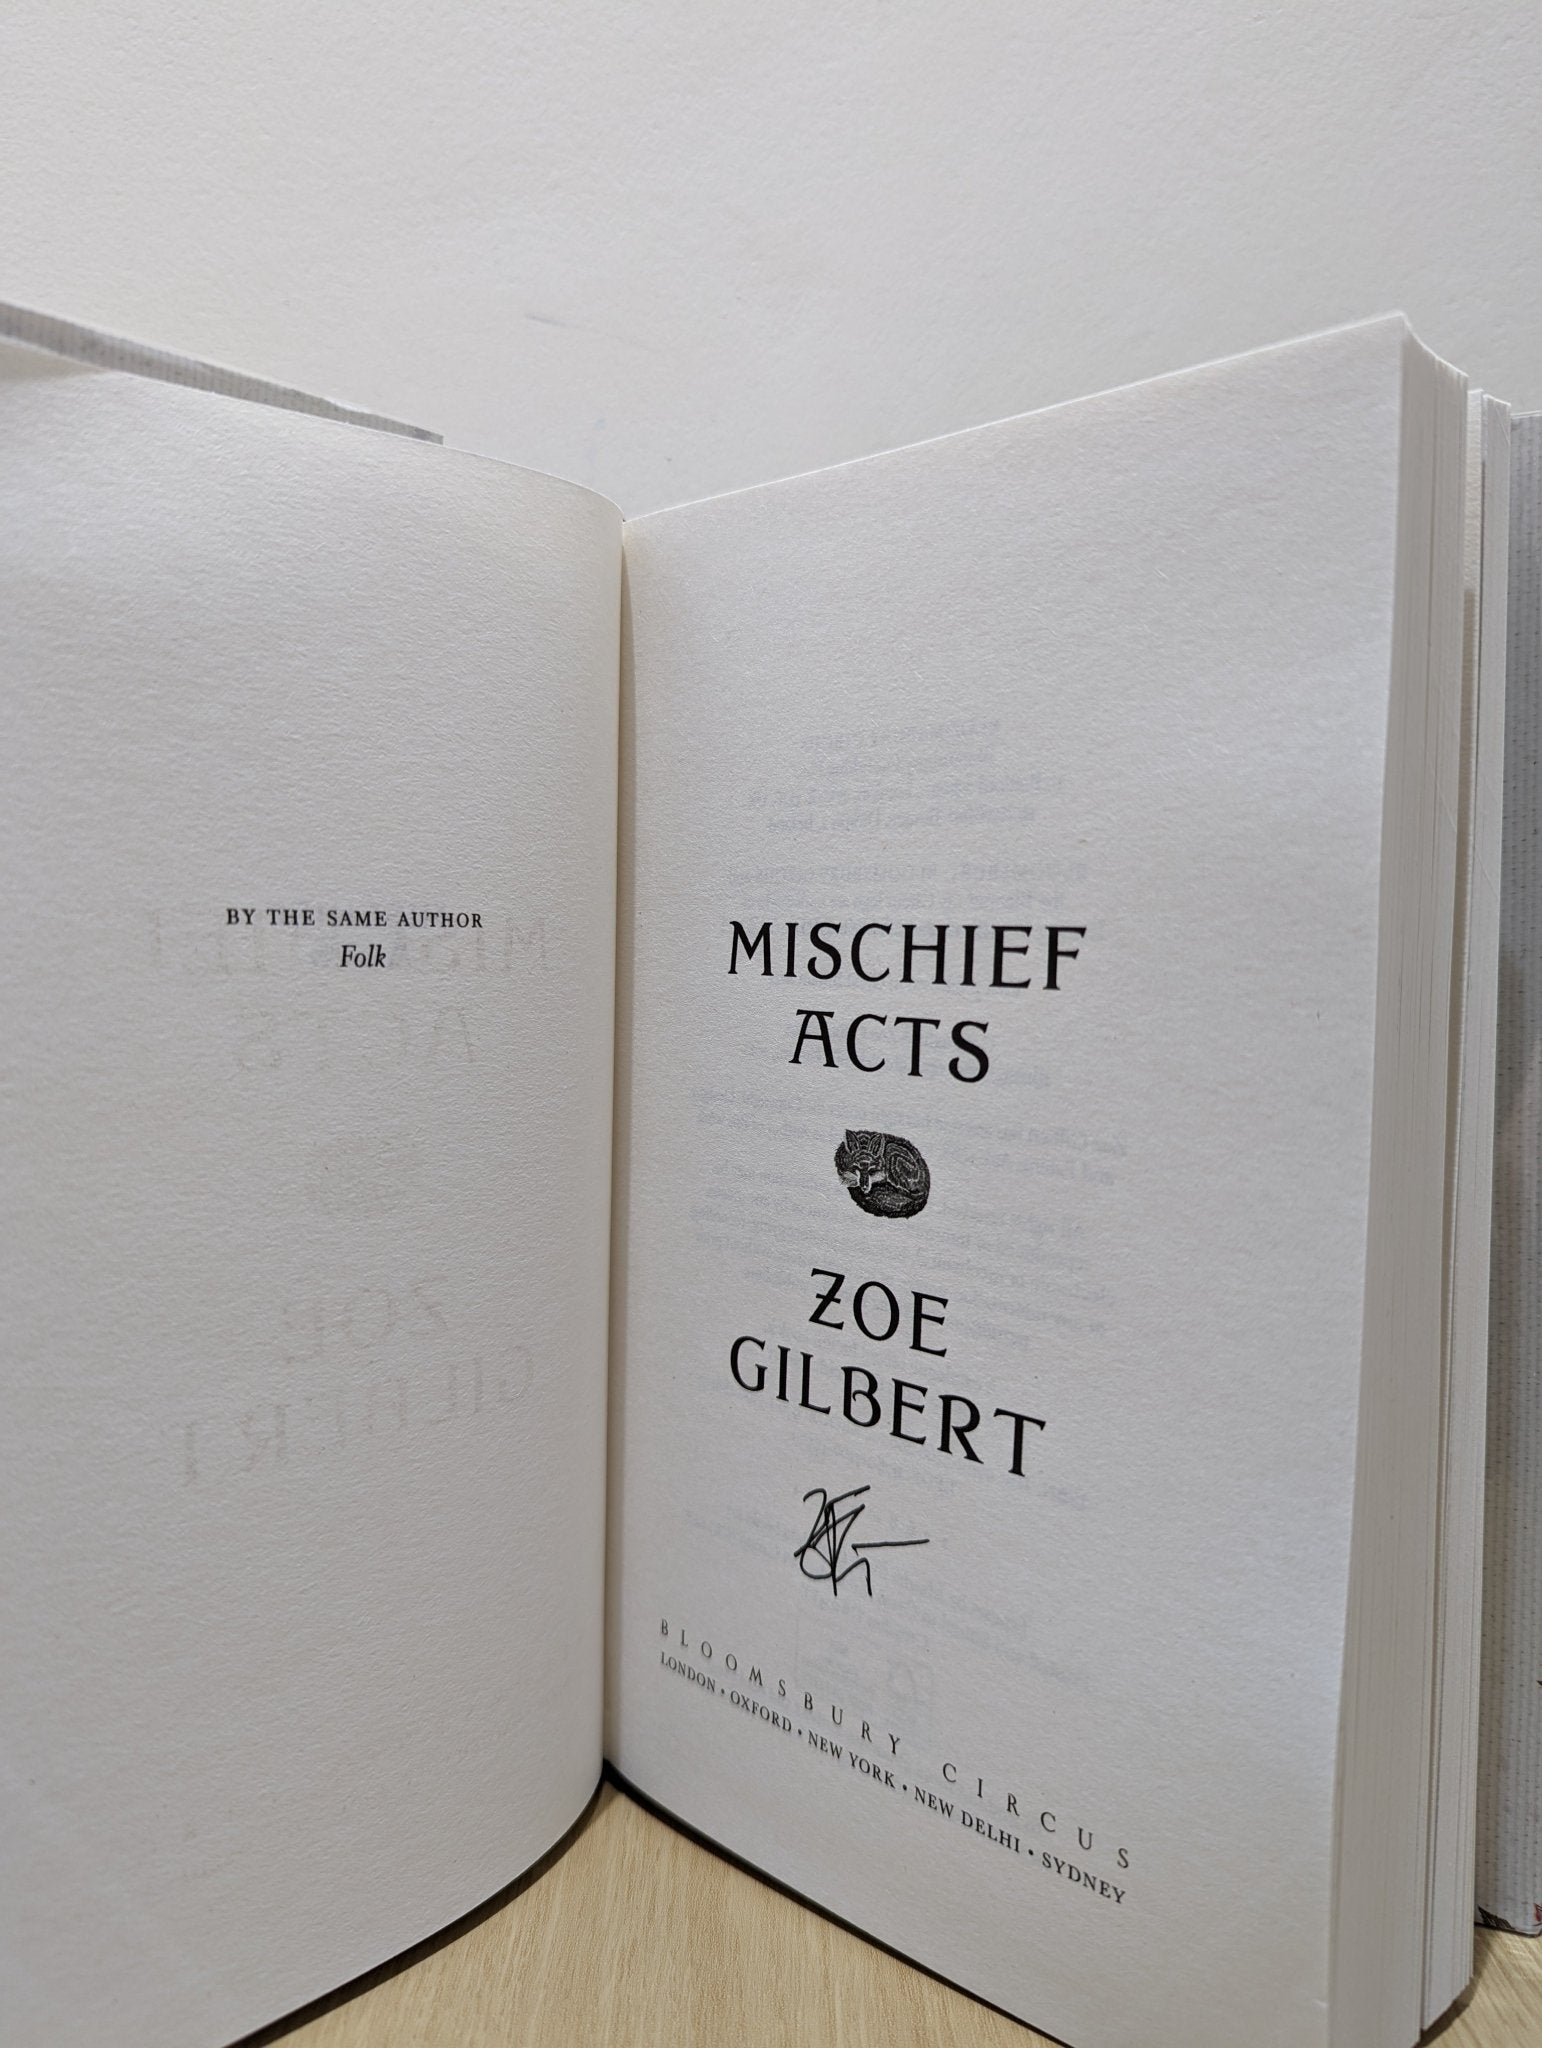 BY THE SAME AUTHOR
Folk
MISCHIEF
ACTS
ZOE
GILBERT
BLOOMSBURY CIRCUS
LONDON • OXFORD • NEW YORK • NEW DELHI • SYDNEY